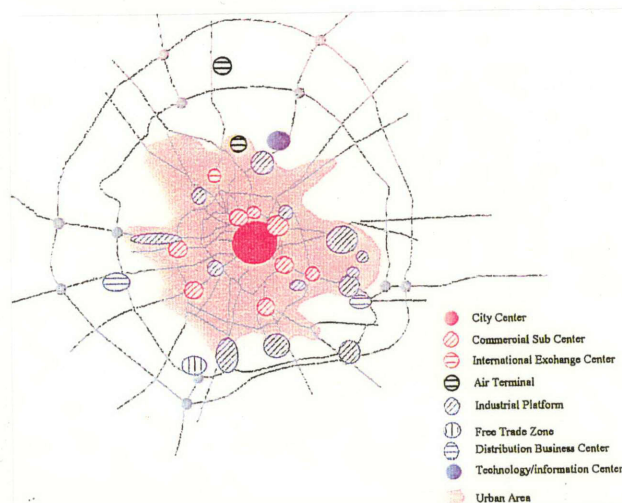 City Center
Commercial Sub Center
International Exchange Center
Air Terminal
Industrial Platform
Free Trade Zone
Distribution Business Center
Technology/information Center
Urban Area